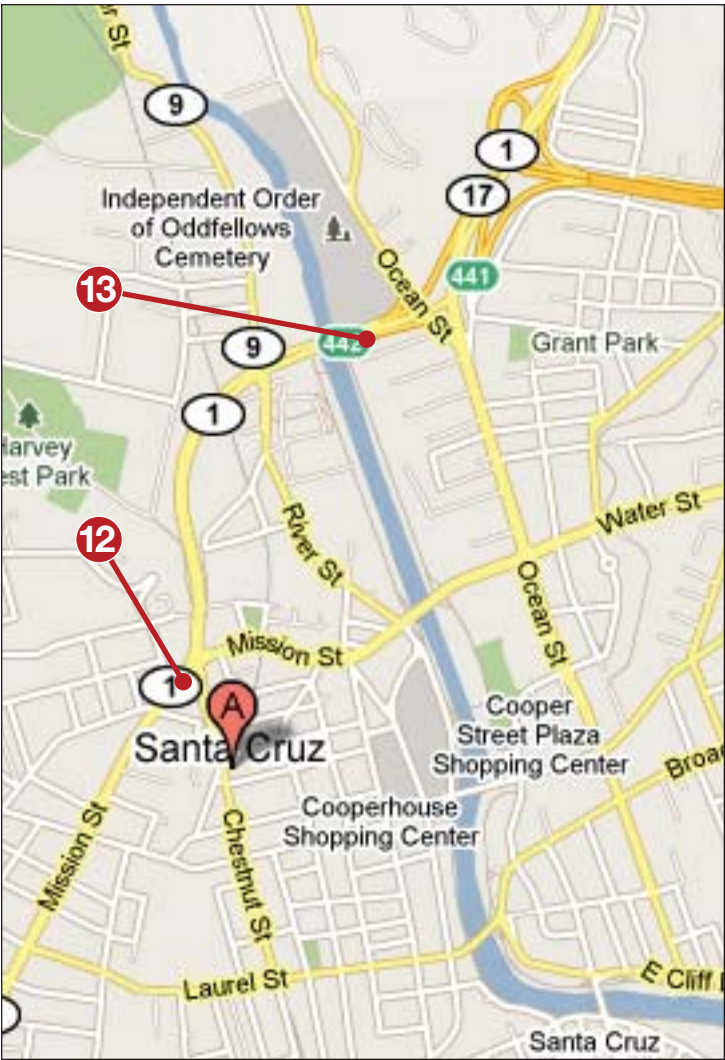 r St
9
1
17
Independent Order
of Oddfellows
Cemetery
Ocean St
441
13
442
9
Grant Park
1
Harvey
est Park
Water St
12
River St
Ocean St
Mission St
1
A
Cooper
Street Plaza
Shopping Center
Santa Cruz
Broa
Cooperhouse
Shopping Center
Mission St
Chestnut St
Laurel St
E Cliff
Santa Cruz